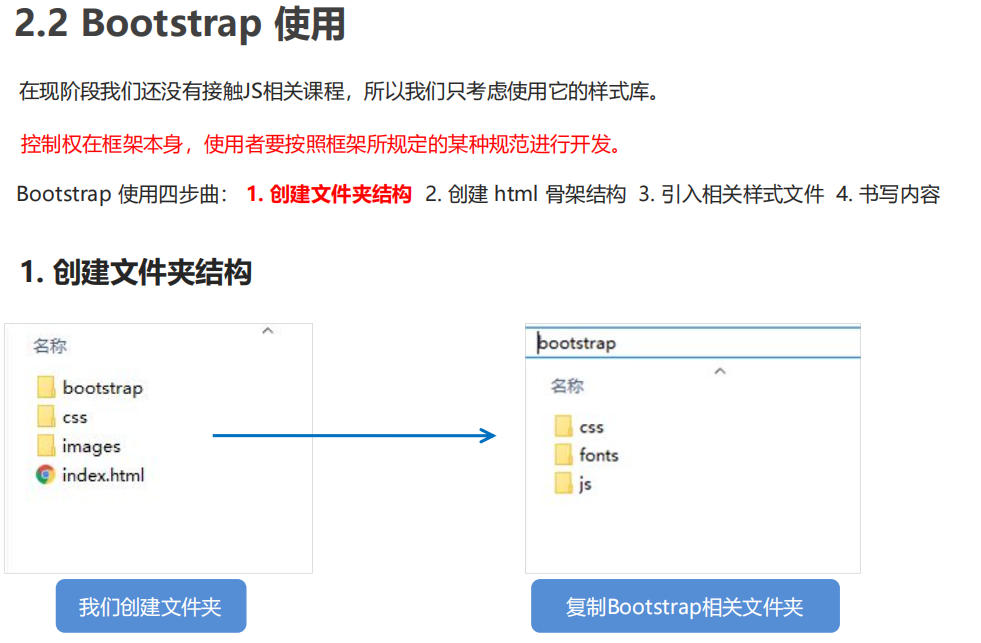 2.2 Bootstrap 使用
在现阶段我们还没有接触JS相关课程，所以我们只考虑使用它的样式库。
控制权在框架本身，使用者要按照框架所规定的某种规范进行开发。
Bootstrap 使用四步曲： 1. 创建文件夹结构 2. 创建 html 骨架结构 3. 引入相关样式文件 4. 书写内容
1. 创建文件夹结构
名称
bootstrap
css
images
index.html
我们创建文件夹
bootstrap
名称
css
fonts
js
复制Bootstrap相关文件夹